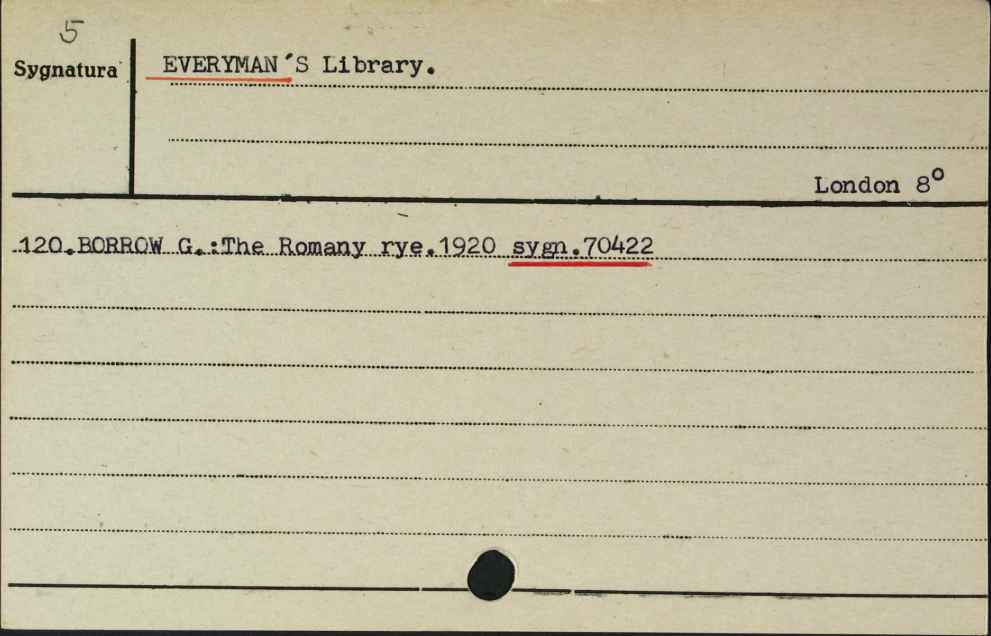 5
Sygnatura
EVERYMAN'S Library.
London 8°
120.BORROW G.:The Romany rye.1920 sygn.70422